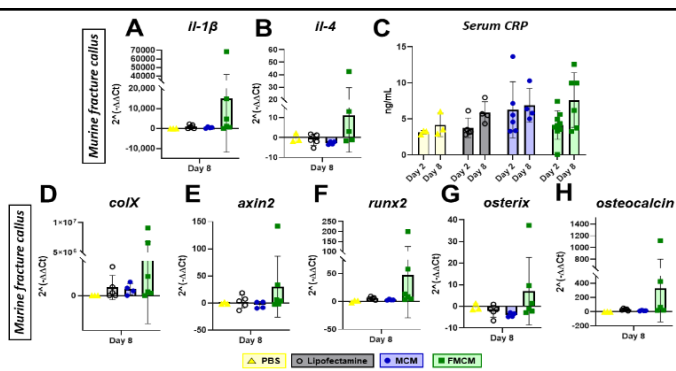 A il-1β
B il-4
C Serum CRP
Murine fracture callus
2^(-ΔΔCt)
70000
60000
50000
40000
20,000
10,000
0
-10,000
Day 8
2^(-ΔΔCt)
60
50
40
30
20
20
10
0
-10
Day 8
ng/mL
15
10
5
0
Day 2
Day 8
Day 2
Day 8
Day 2
Day 8
Day 2
Day 8
D colX
E axin2
F runx2
G osterix
H osteocalcin
Murine fracture callus
2^(-ΔΔCt)
1×10⁷
5×10⁶
0
Day 8
2^(-ΔΔCt)
150
100
50
0
-50
Day 8
2^(-ΔΔCt)
250
200
150
100
50
0
-50
Day 8
2^(-ΔΔCt)
40
20
0
-10
Day 8
2^(-ΔΔCt)
1400
1200
1000
800
600
400
200
0
-200
Day 8
PBS
Lipofectamine
MCM
FMCM